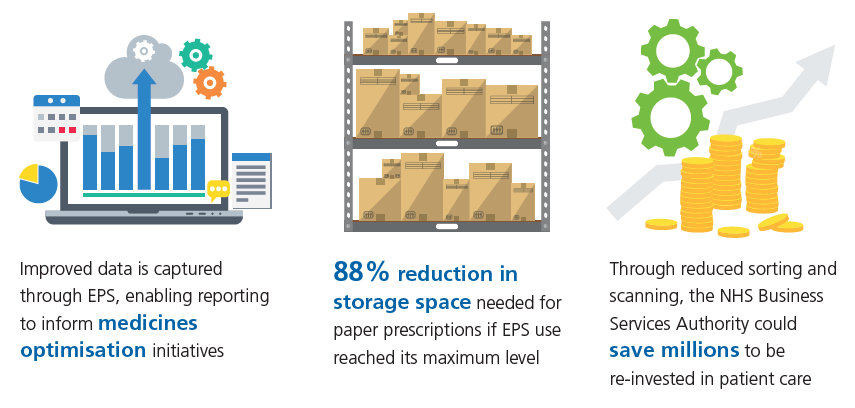 Improved data is captured
through EPS, enabling reporting
to inform medicines
optimisation initiatives
88% reduction in
storage space needed for
paper prescriptions if EPS use
reached its maximum level
Through reduced sorting and
scanning, the NHS Business
Services Authority could
save millions to be
re-invested in patient care